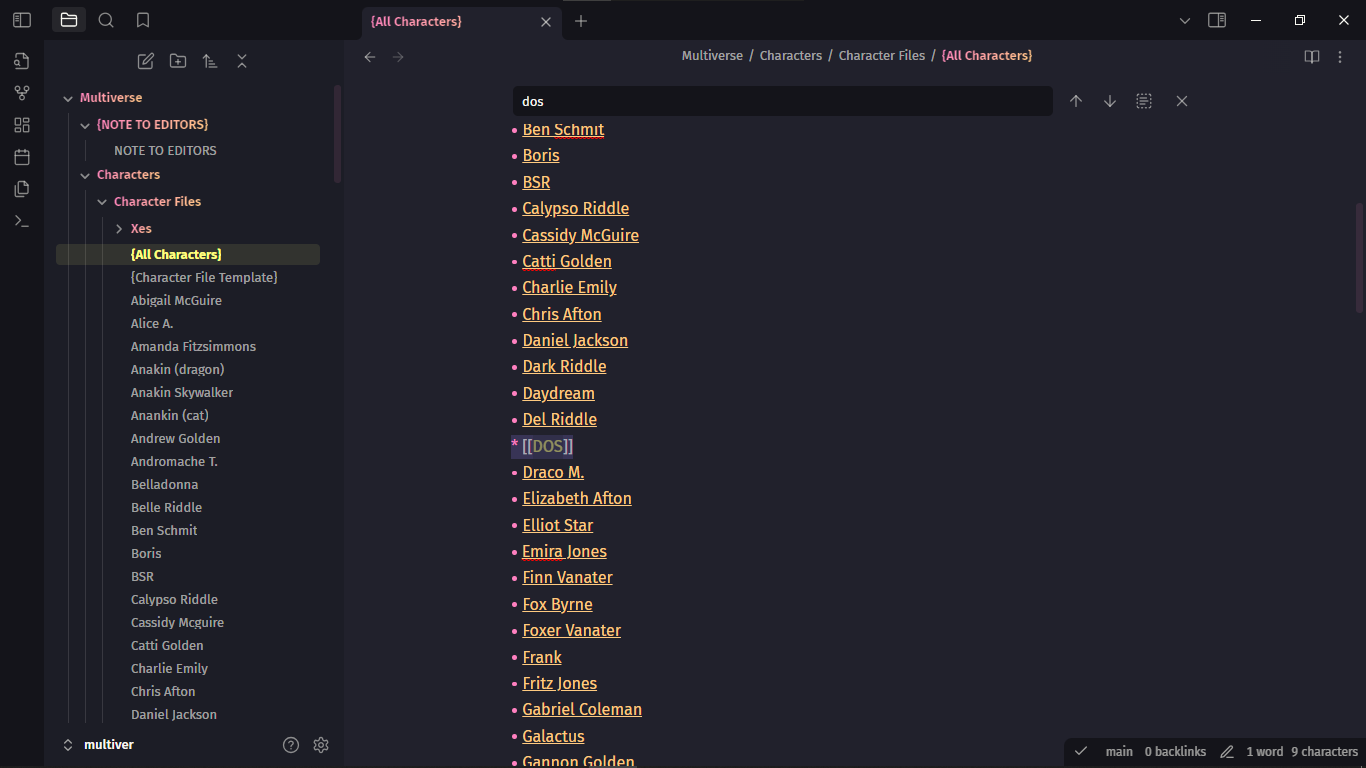 {All Characters}
Multiverse / Characters / Character Files / {All Characters}
Multiverse
{NOTE TO EDITORS}
NOTE TO EDITORS
Characters
Character Files
Xes
{All Characters}
{Character File Template}
Abigail McGuire
Alice A.
Amanda Fitzsimmons
Anakin (dragon)
Anakin Skywalker
Anankin (cat)
Andrew Golden
Andromache T.
Belladonna
Belle Riddle
Ben Schmit
Boris
BSR
Calypso Riddle
Cassidy Mcguire
Catti Golden
Charlie Emily
Chris Afton
Daniel Jackson
multiver
dos
• Ben Schmit
• Boris
• BSR
• Calypso Riddle
• Cassidy McGuire
• Catti Golden
• Charlie Emily
• Chris Afton
• Daniel Jackson
• Dark Riddle
• Daydream
• Del Riddle
* [[DOS]]
• Draco M.
• Elizabeth Afton
• Elliot Star
• Emira Jones
• Finn Vanater
• Fox Byrne
• Foxer Vanater
• Frank
• Fritz Jones
• Gabriel Coleman
• Galactus
• Gannon Golden
main 0 backlinks 1 word 9 characters